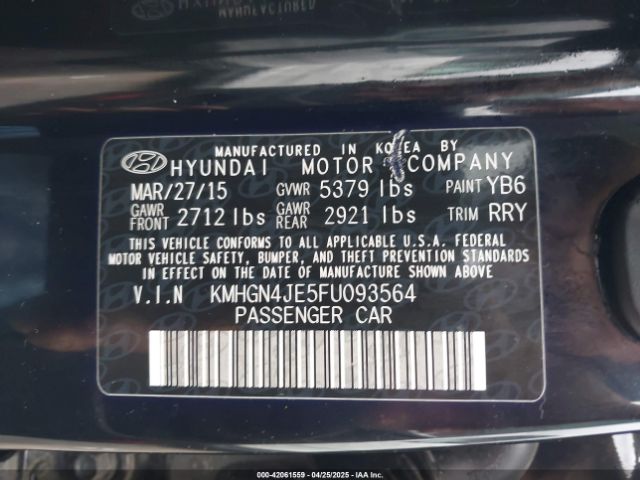 MANUFACTURED IN KOREA BY
HYUNDAI MOTOR COMPANY
MAR/27/15 GVWR 5379 lbs PAINT YB6
GAWR FRONT 2712 lbs GAWR REAR 2921 lbs TRIM RRY
THIS VEHICLE CONFORMS TO ALL APPLICABLE U.S.A. FEDERAL
MOTOR VEHICLE SAFETY, BUMPER, AND THEFT PREVENTION STANDARDS
IN EFFECT ON THE DATE OF MANUFACTURE SHOWN ABOVE
V.I.N KMHGN4JE5FU093564
PASSENGER CAR
000-42061559 - 04/25/2025 - IAAI. COM